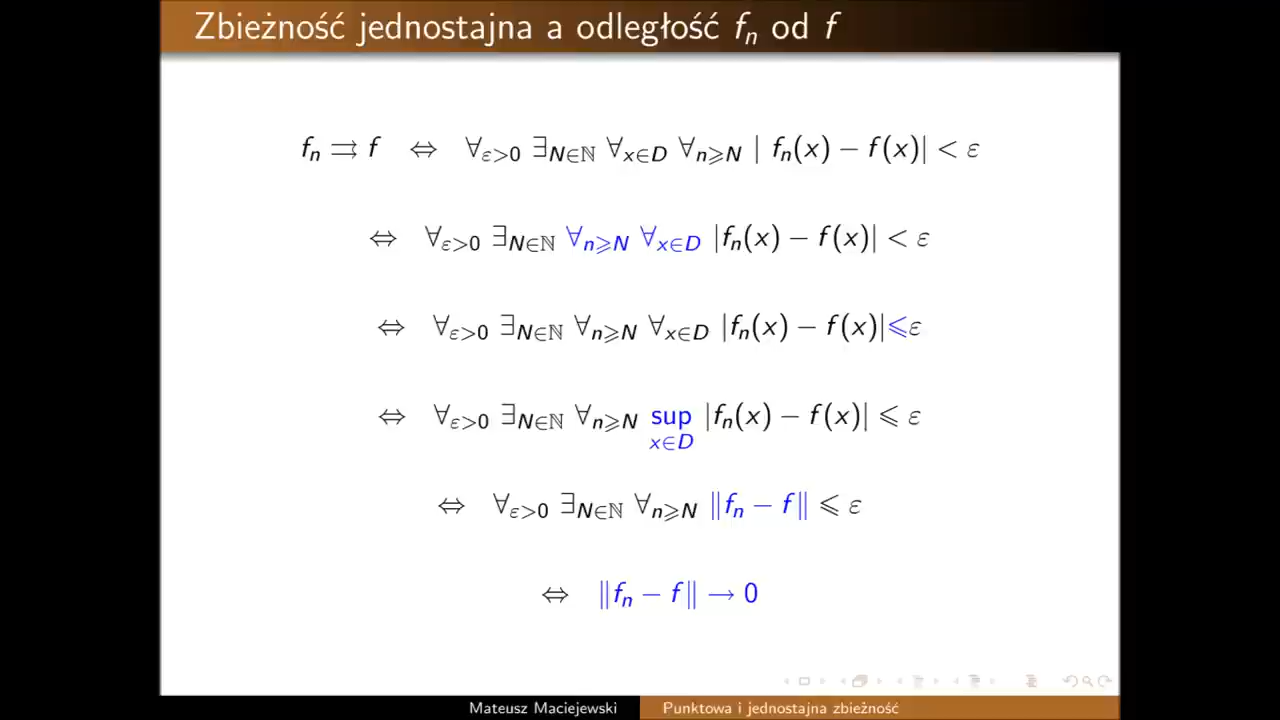 Zbieżność jednostajna a odległość fₙ od f
fₙ ⇉ f ⇔ ∀ε>0 ∃N∈ℕ ∀x∈D ∀n⩾N | fₙ(x) − f(x)| < ε
⇔ ∀ε>0 ∃N∈ℕ ∀n⩾N ∀x∈D |fₙ(x) − f(x)| < ε
⇔ ∀ε>0 ∃N∈ℕ ∀n⩾N ∀x∈D |fₙ(x) − f(x)|⩽ε
⇔ ∀ε>0 ∃N∈ℕ ∀n⩾N sup x∈D |fₙ(x) − f(x)| ⩽ ε
⇔ ∀ε>0 ∃N∈ℕ ∀n⩾N ‖fₙ − f‖ ⩽ ε
⇔ ‖fₙ − f‖ → 0
Mateusz Maciejewski Punktowa i jednostajna zbieżność